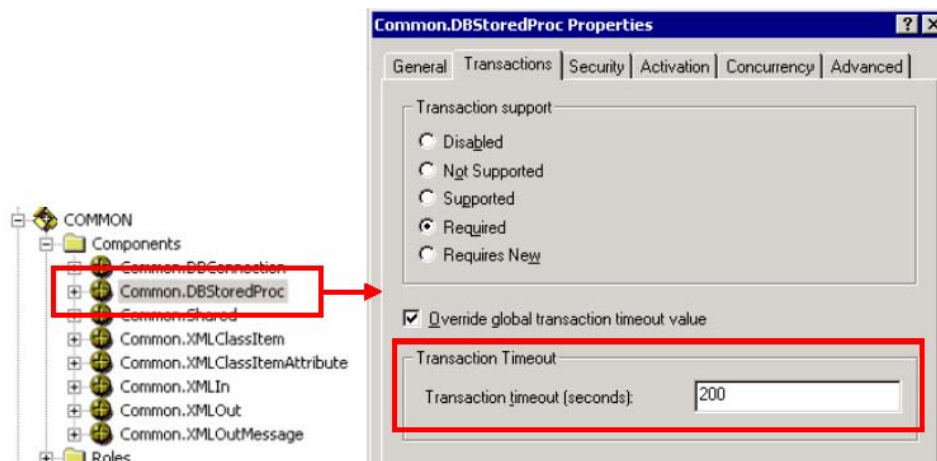 COMMON
Components
Common.DBConnection
Common.DBStoredProc
Common.Shared
Common.XMLClassItem
Common.XMLClassItemAttribute
Common.XMLIn
Common.XMLOut
Common.XMLOutMessage
Roles
Common.DBStoredProc Properties
General Transactions Security Activation Concurrency Advanced
Transaction support
Disabled
Not Supported
Supported
Required
Requires New
Override global transaction timeout value
Transaction Timeout
Transaction timeout (seconds): 200